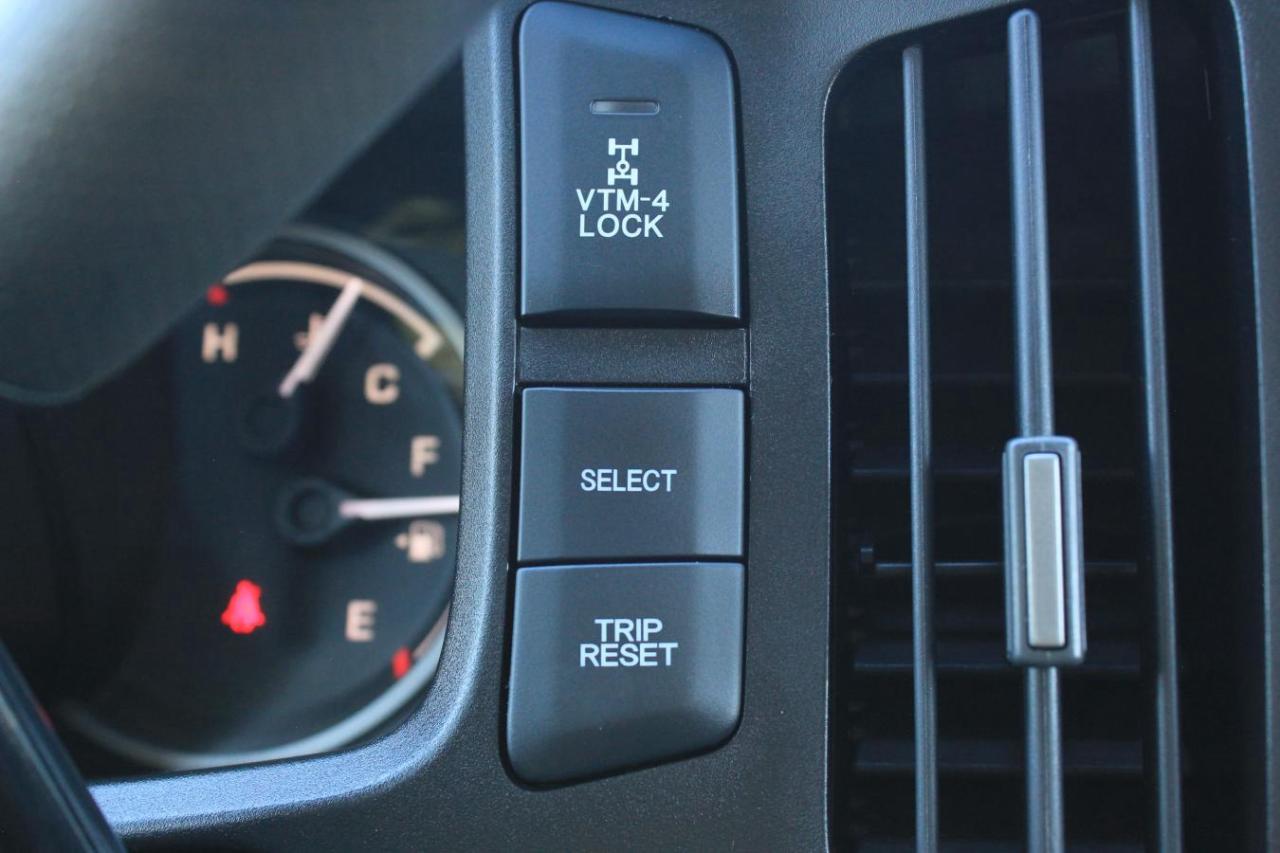 VTM-4
LOCK
SELECT
TRIP
RESET
H
C
F
E